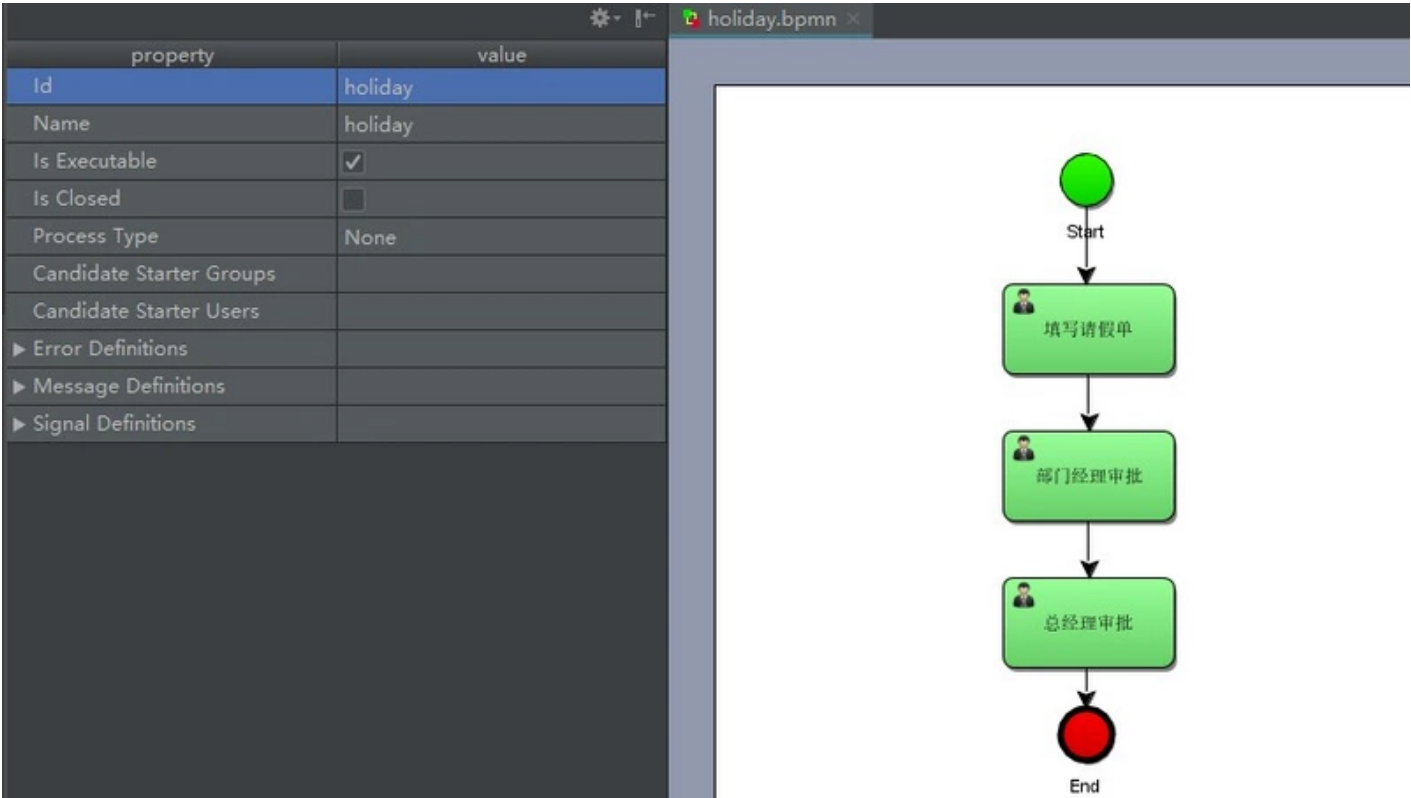 holiday.bpmn
property value
Id holiday
Name holiday
Is Executable
Is Closed
Process Type None
Candidate Starter Groups
Candidate Starter Users
Error Definitions
Message Definitions
Signal Definitions
Start
填写请假单
部门经理审批
总经理审批
End